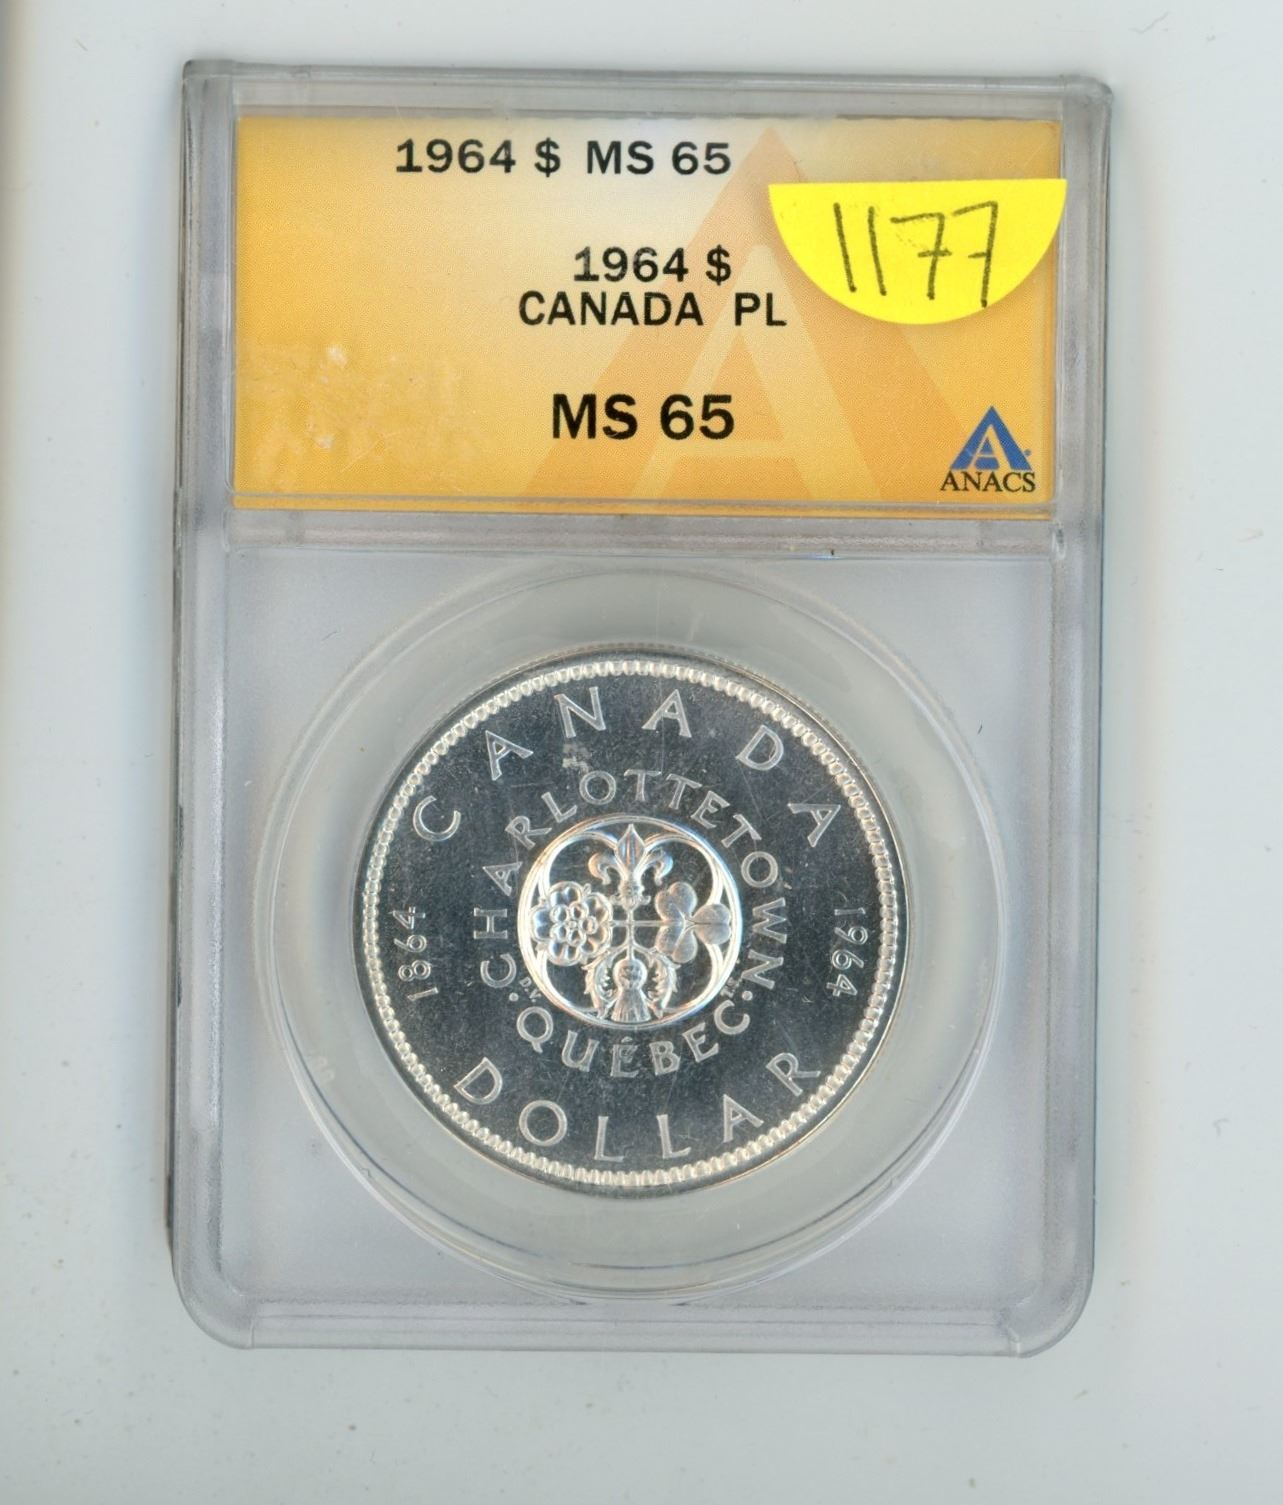 1964 $ MS 65
1177
1964 $
CANADA PL
MS 65
A
ANACS
CANADA
CHARLOTTETOWN
1864
1964
D.V.
·QUÉBEC·
DOLLAR